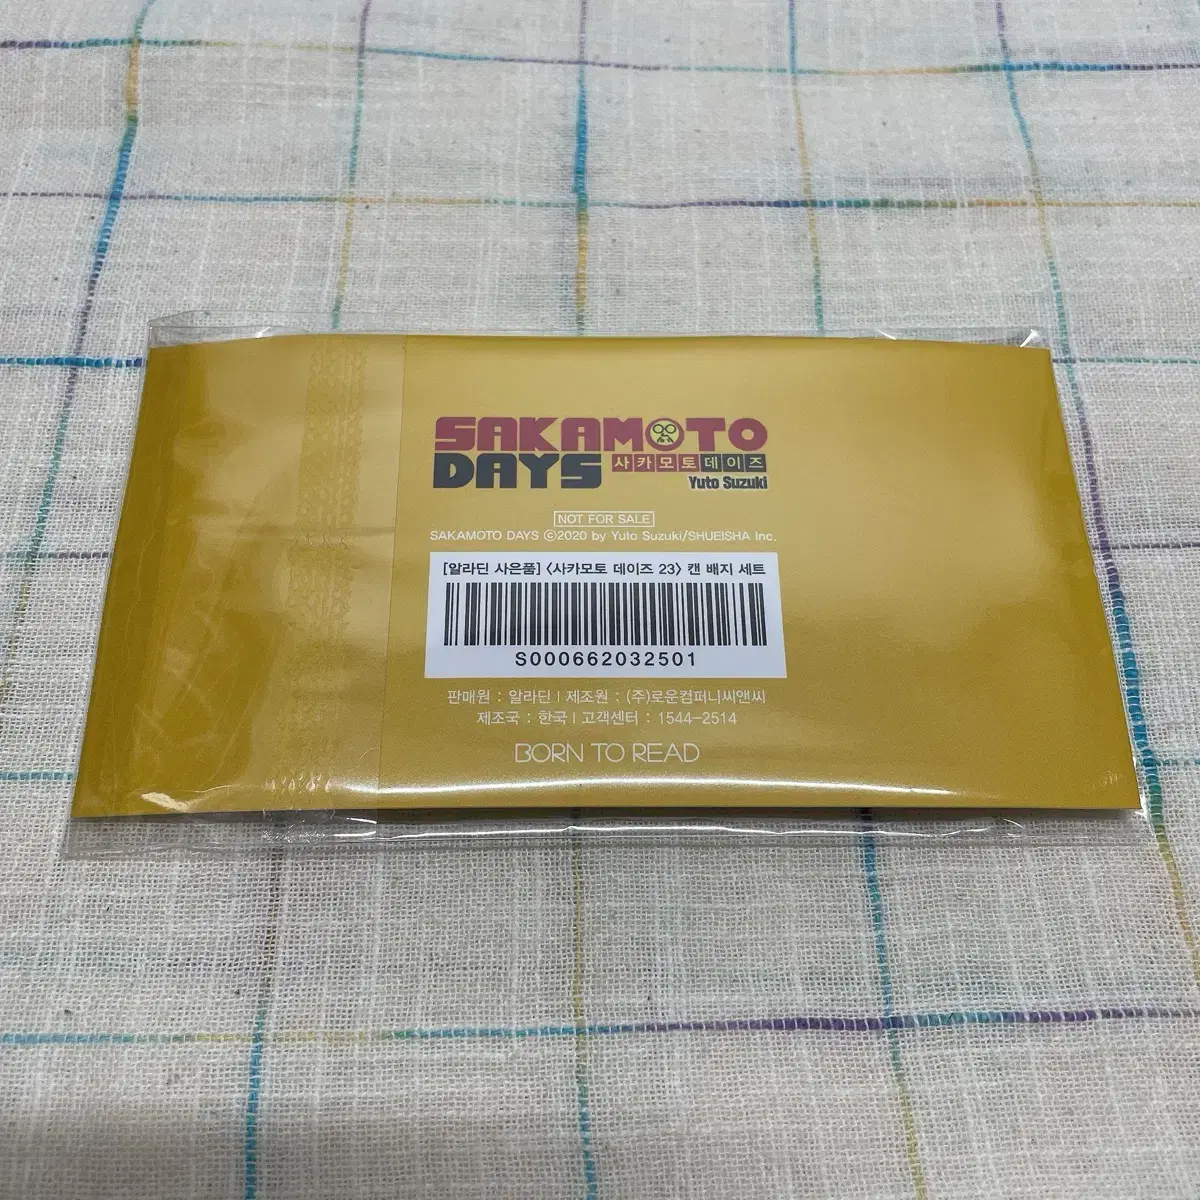 SAKAMOTO
DAYS 사카모토데이즈
Yuto Suzuki
NOT FOR SALE
SAKAMOTO DAYS ©2020 by Yuto Suzuki/SHUEISHA Inc.
[알라딘 사은품] <사카모토 데이즈 23> 캔 배지 세트
S000662032501
판매원 : 알라딘 | 제조원 : (주)로운컴퍼니씨앤씨
제조국 : 한국 | 고객센터 : 1544-2514
BORN TO READ